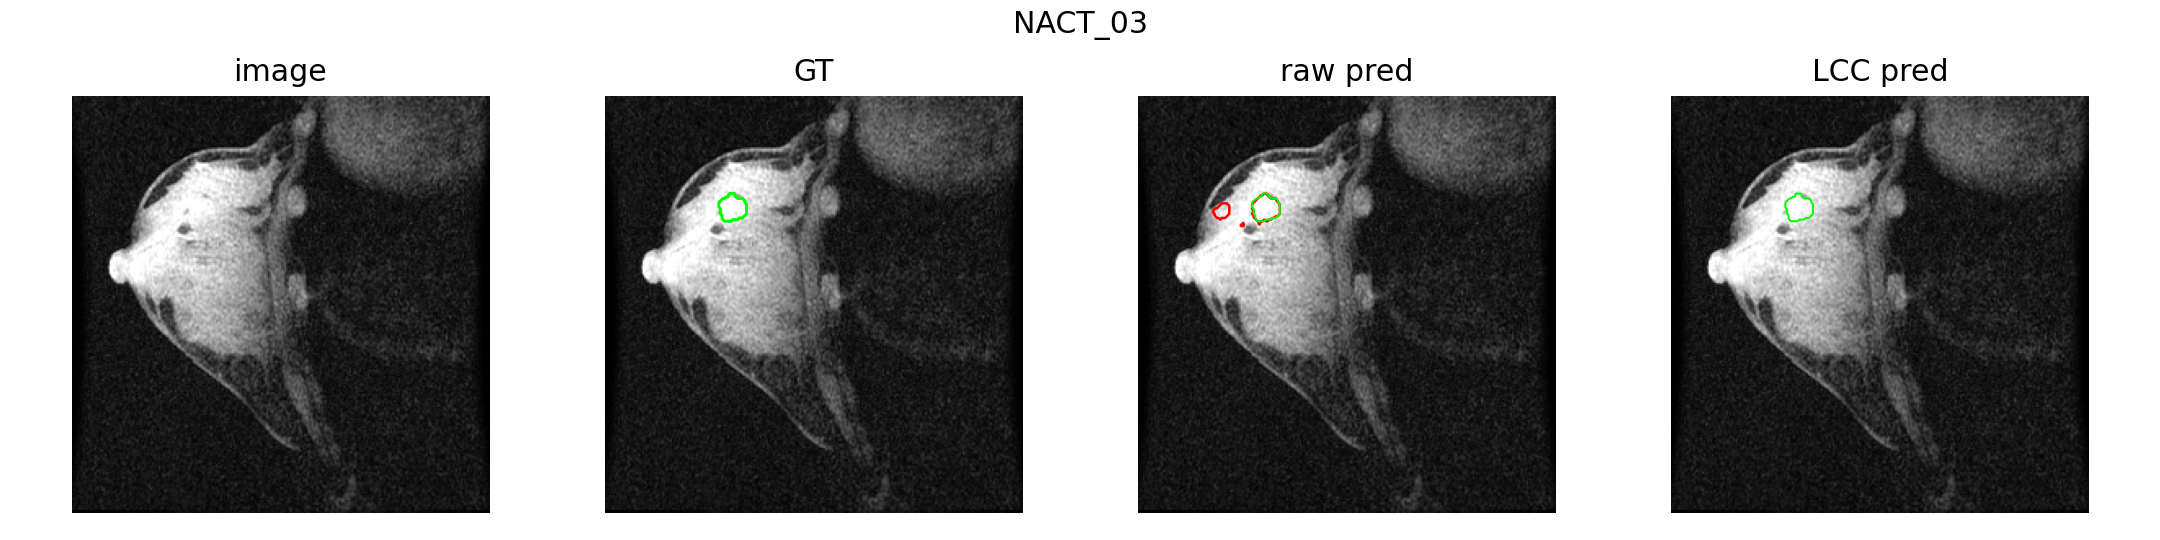 NACT_03
image
GT
raw pred
LCC pred